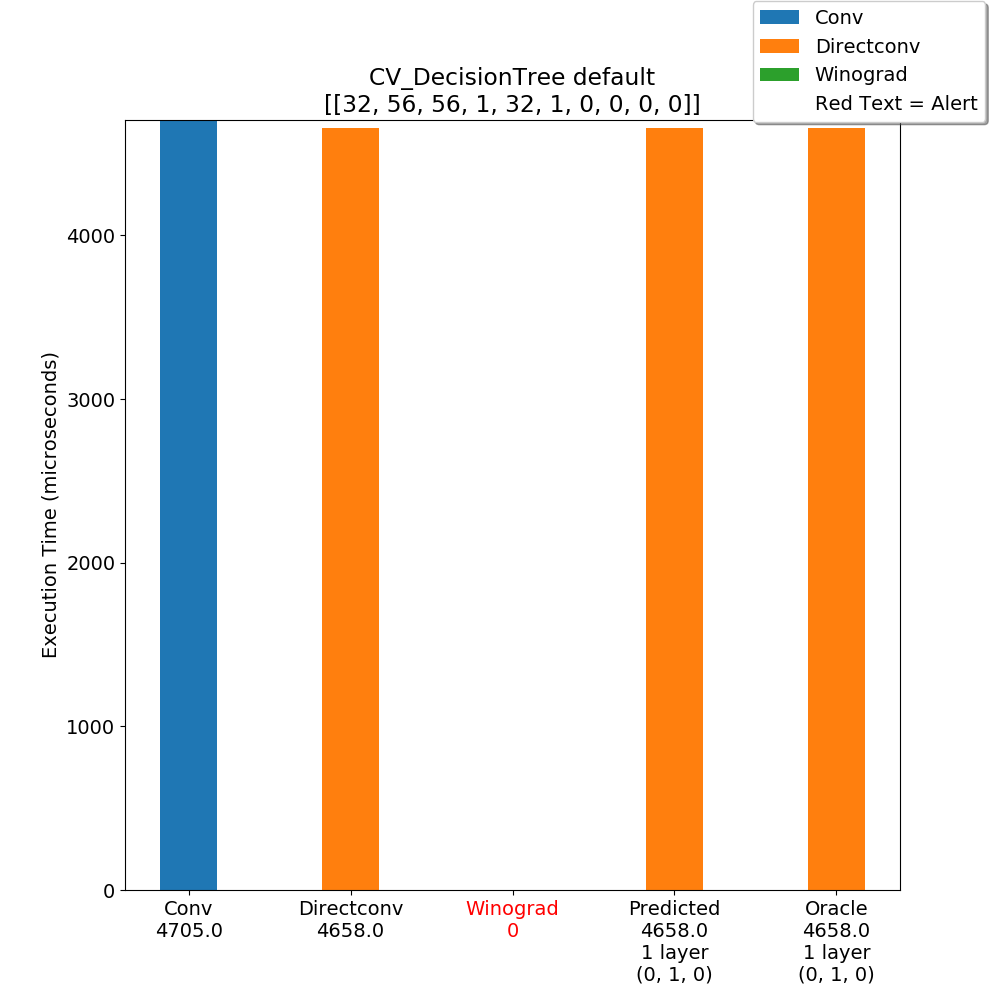 Conv
Directconv
Winograd
Red Text = Alert
CV_DecisionTree default
[[32, 56, 56, 1, 32, 1, 0, 0, 0, 0]]
Execution Time (microseconds)
4000
3000
2000
1000
0
Conv
4705.0
Directconv
4658.0
Winograd
0
Predicted
4658.0
1 layer
(0, 1, 0)
Oracle
4658.0
1 layer
(0, 1, 0)